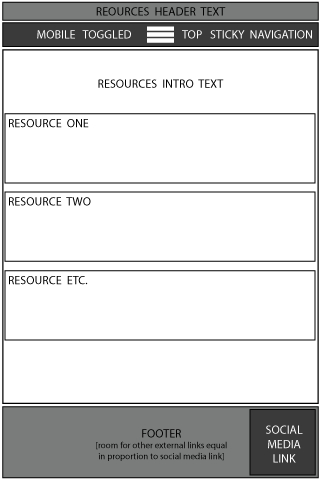 REOURCES HEADER TEXT
MOBILE TOGGLED TOP STICKY NAVIGATION
RESOURCES INTRO TEXT
RESOURCE ONE
RESOURCE TWO
RESOURCE ETC.
FOOTER
[room for other external links equal
in proportion to social media link]
SOCIAL
MEDIA
LINK